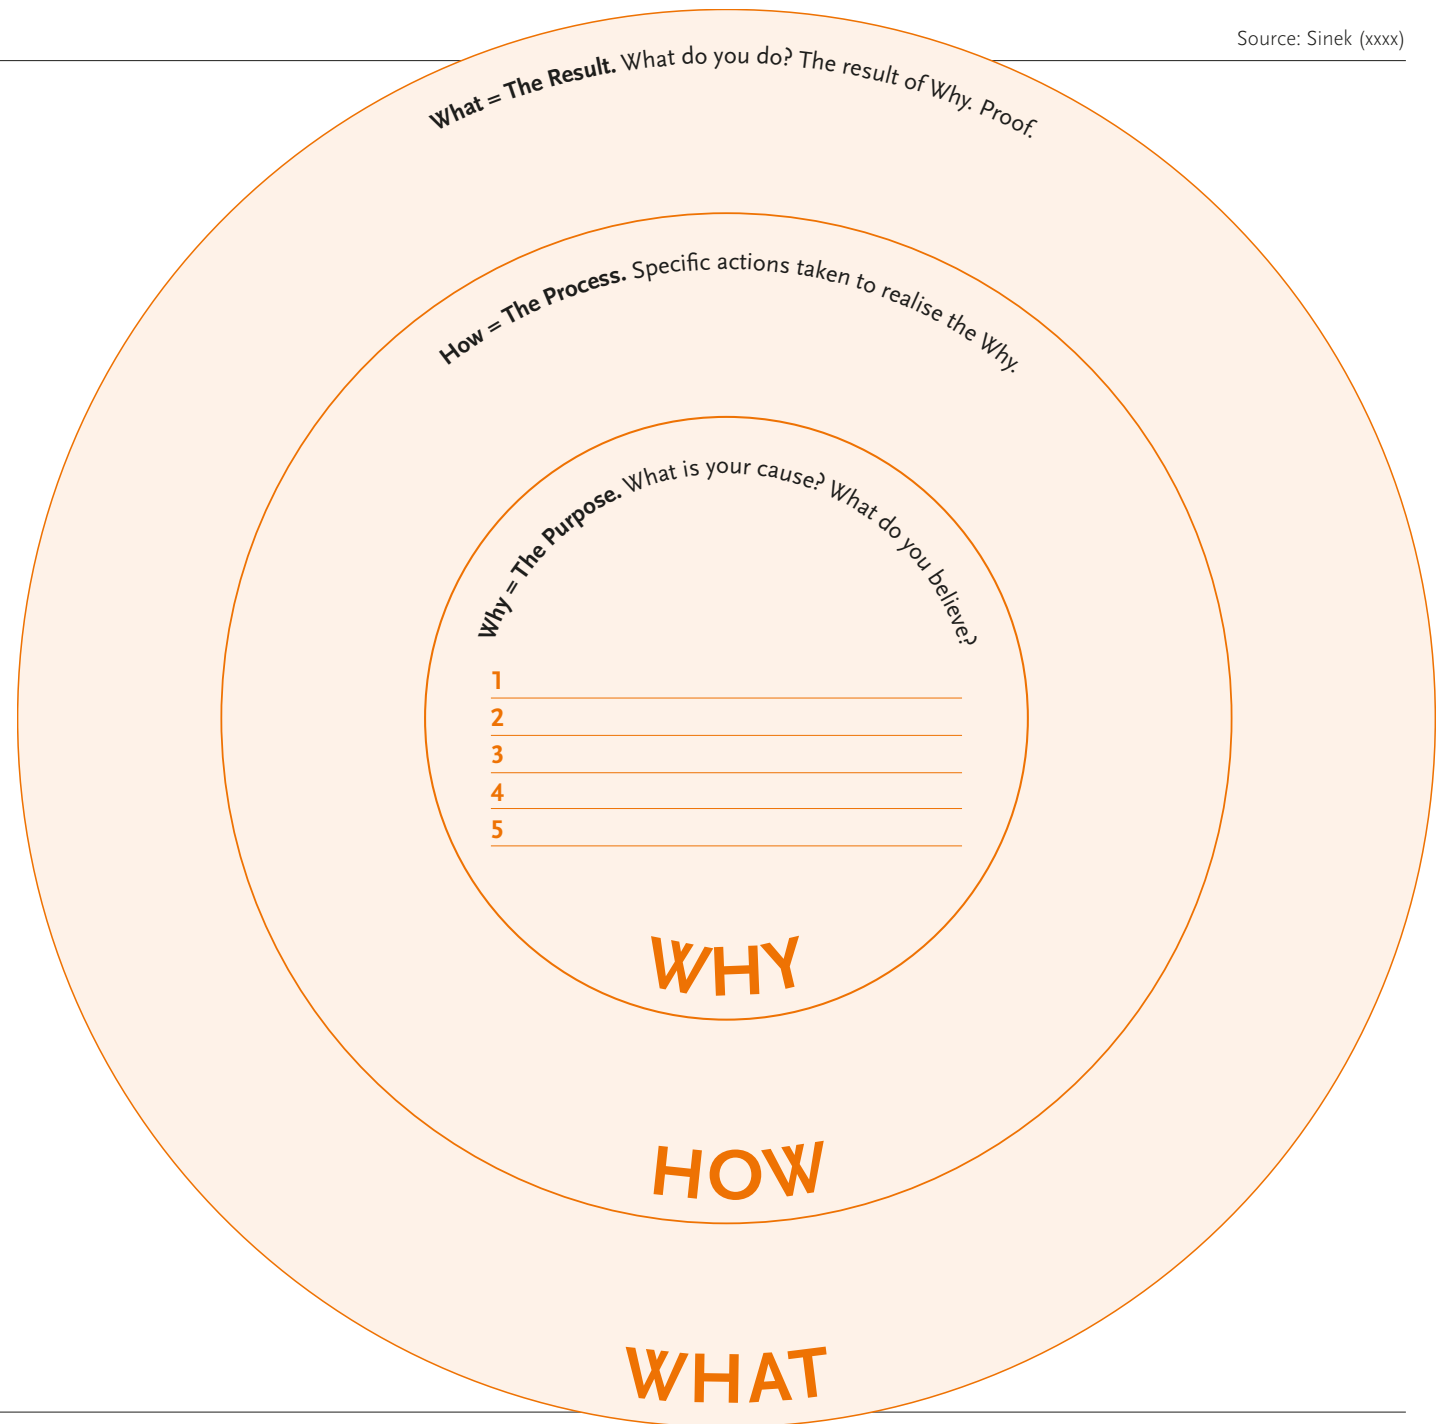 Source: Sinek (xxxx)
What = The Result. What do you do? The result of Why. Proof.
How = The Process. Specific actions taken to realise the Why.
Why = The Purpose. What is your cause? What do you believe?
1
2
3
4
5
WHY
HOW
WHAT